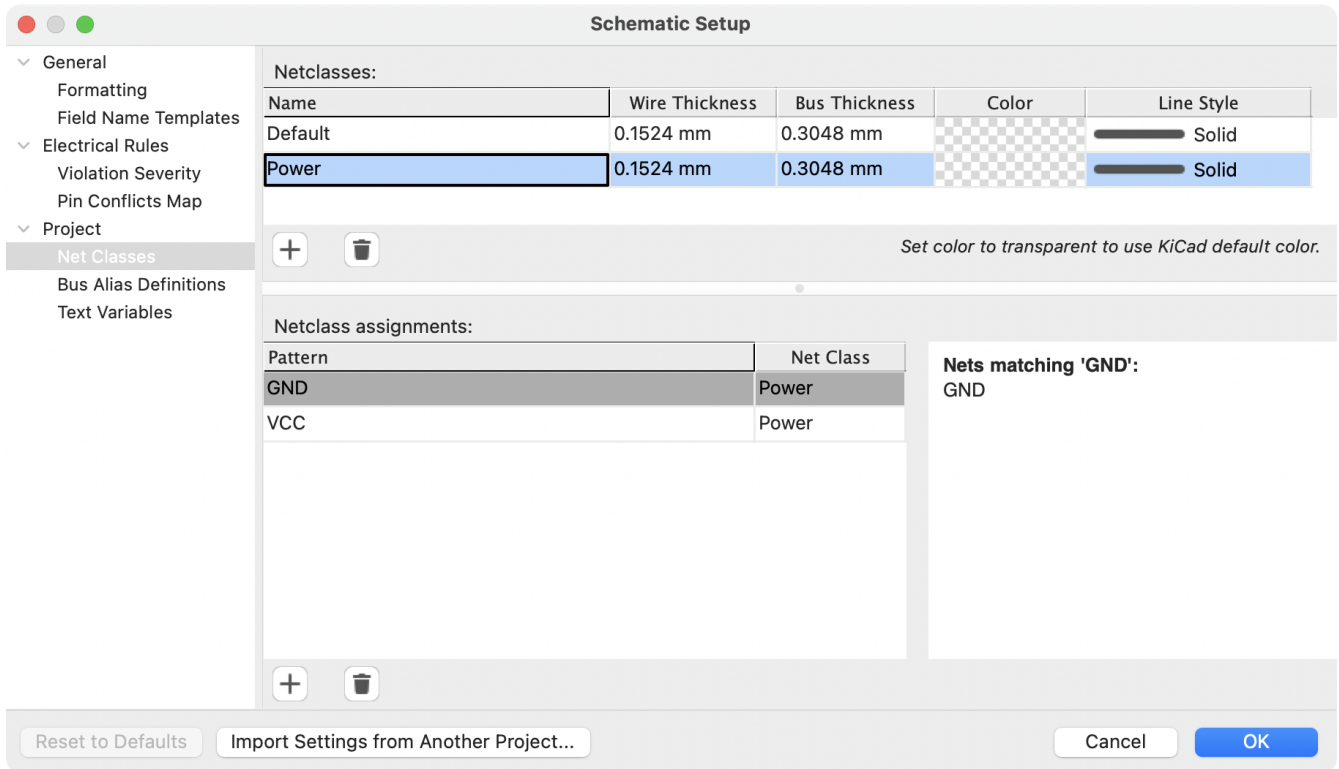 Schematic Setup
General
Formatting
Field Name Templates
Electrical Rules
Violation Severity
Pin Conflicts Map
Project
Net Classes
Bus Alias Definitions
Text Variables
Netclasses:
Name Wire Thickness Bus Thickness Color Line Style
Default 0.1524 mm 0.3048 mm Solid
Power 0.1524 mm 0.3048 mm Solid
Set color to transparent to use KiCad default color.
Netclass assignments:
Pattern Net Class
GND Power
VCC Power
Nets matching 'GND':
GND
Reset to Defaults Import Settings from Another Project... Cancel OK